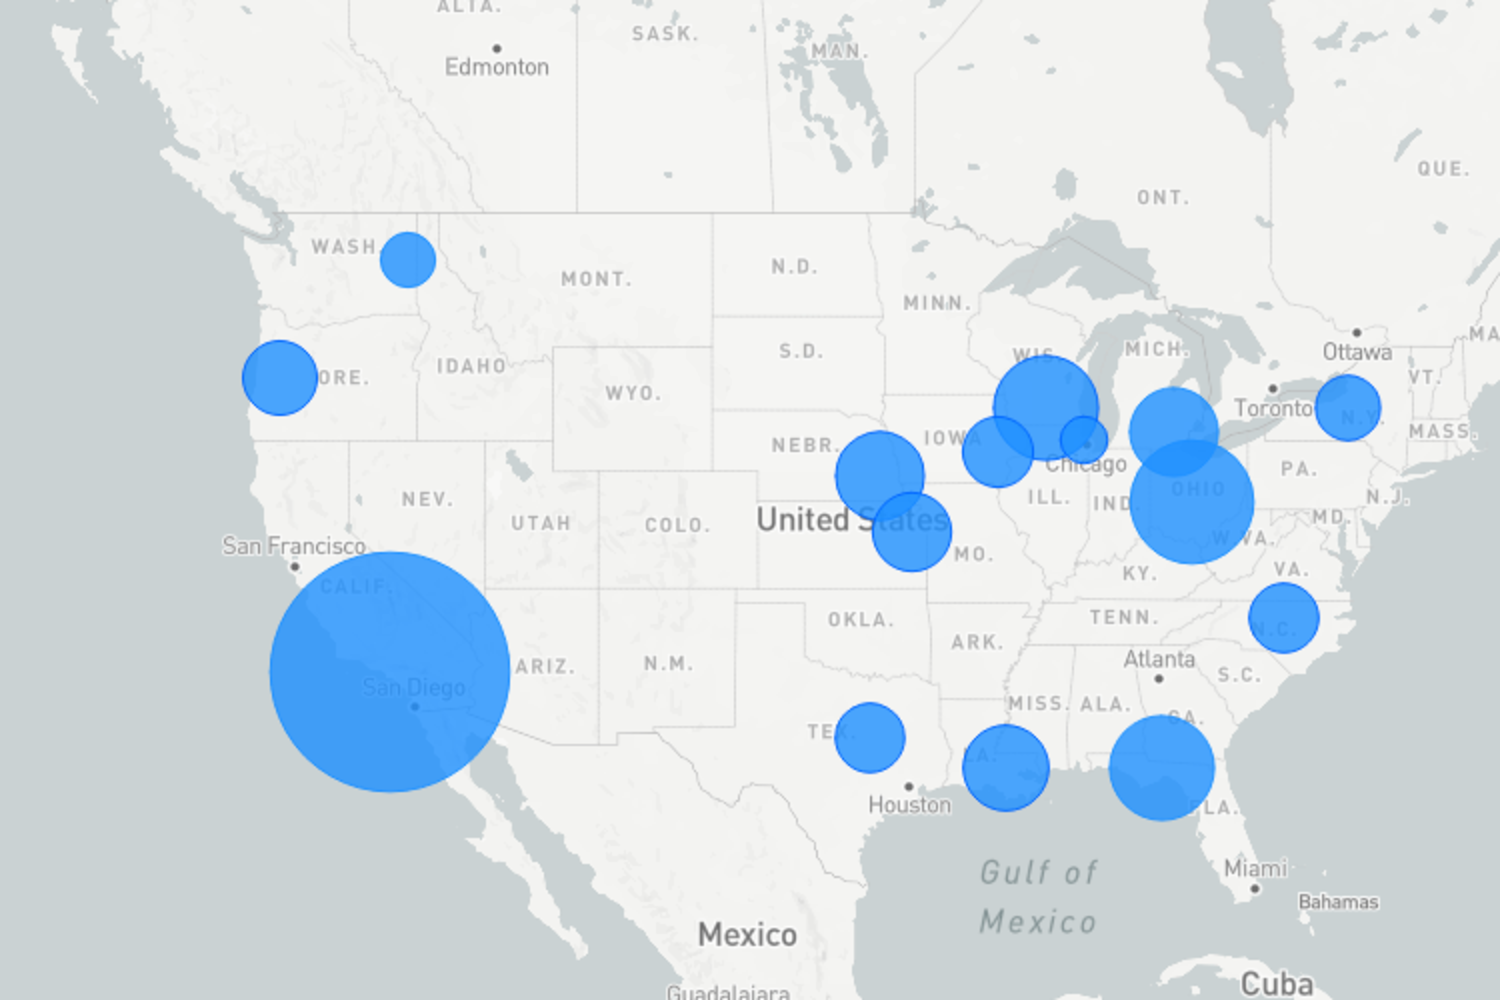 ALTA.
SASK.
MAN.
Edmonton
QUE.
ONT.
WASH.
MONT.
N.D.
MINN.
MICH.
WIS.
S.D.
Ottawa
MA
VT.
IDAHO
ORE.
WYO.
Toronto
N.Y.
MASS.
NEBR.
IOWA
Chicago
PA.
OHIO
ILL.
IND.
N.J.
NEV.
UTAH
COLO.
United States
MD.
W.VA.
San Francisco
MO.
KY.
VA.
CALIF.
OKLA.
TENN.
N.C.
ARK.
ARIZ.
N.M.
Atlanta
S.C.
San Diego
MISS.
ALA.
GA.
TEX.
LA.
Houston
FLA.
Gulf of
Mexico
Miami
Bahamas
Mexico
Cuba
Guadalajara